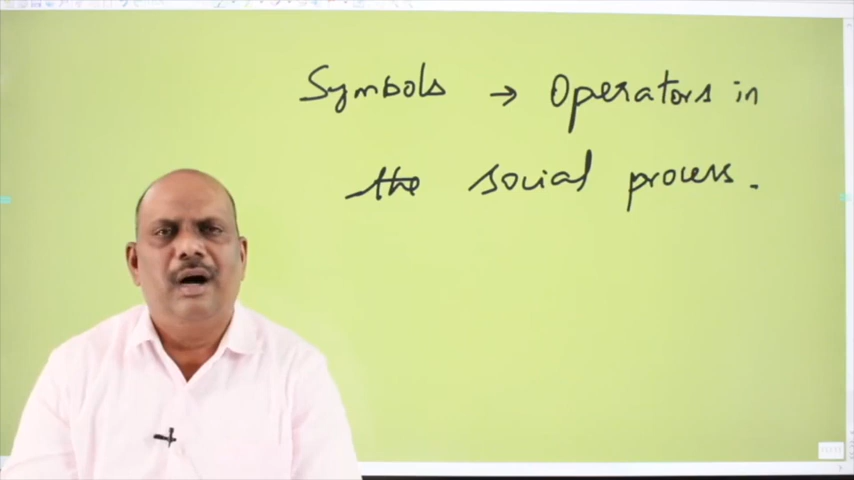 Symbols → Operators in
the social process.